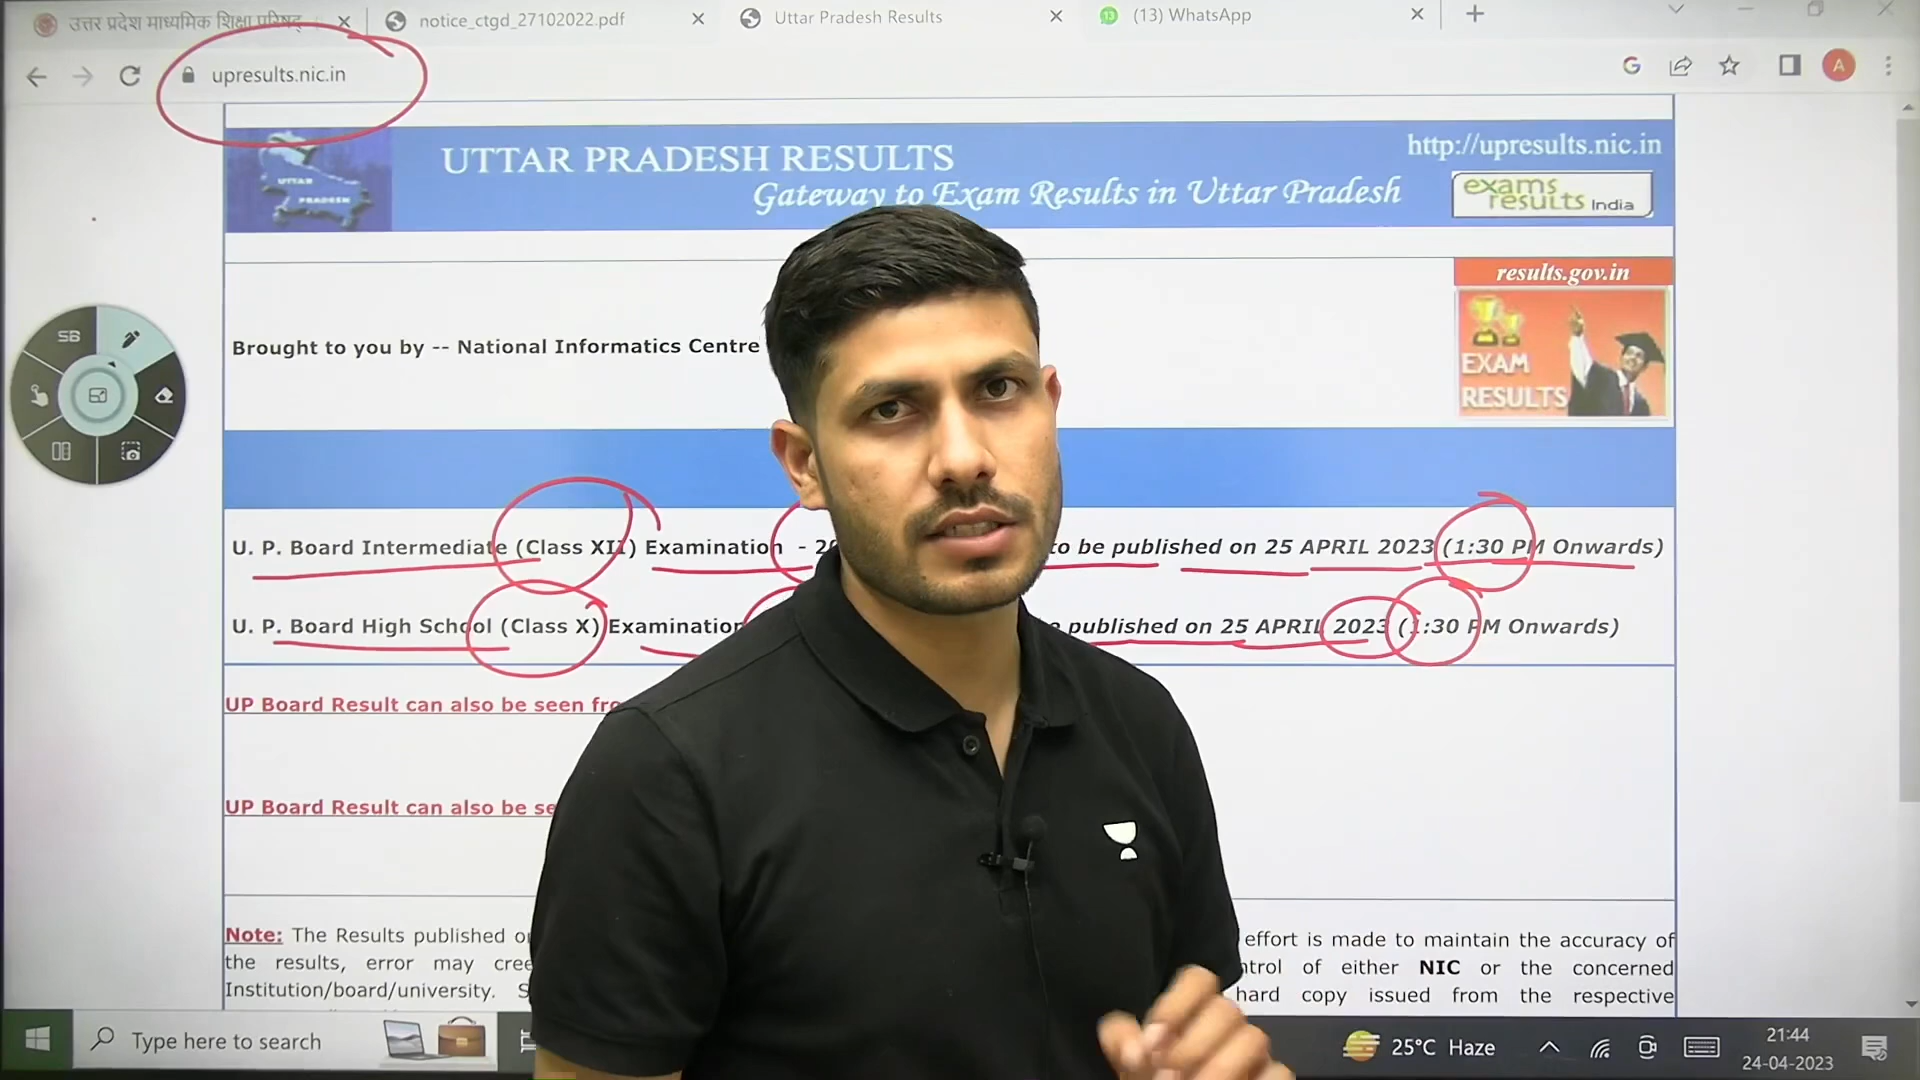 उत्तर प्रदेश माध्यमिक शिक्षा परिषद्
notice_ctgd_27102022.pdf
Uttar Pradesh Results
(13) WhatsApp
upresults.nic.in
G
A
UTTAR PRADESH RESULTS
Gateway to Exam Results in Uttar Pradesh
http://upresults.nic.in
exams results India
UTTAR PRADESH
results.gov.in
EXAM RESULTS
SB
Brought to you by -- National Informatics Centre
U. P. Board Intermediate (Class XII) Examination - 20 to be published on 25 APRIL 2023 (1:30 PM Onwards)
U. P. Board High School (Class X) Examination published on 25 APRIL 2023 (1:30 PM Onwards)
UP Board Result can also be seen fro
UP Board Result can also be se
Note: The Results published effort is made to maintain the accuracy of
the results, error may cree of either NIC or the concerned
Institution/board/university. S hard copy issued from the respective
Type here to search
25°C Haze
21:44
24-04-2023